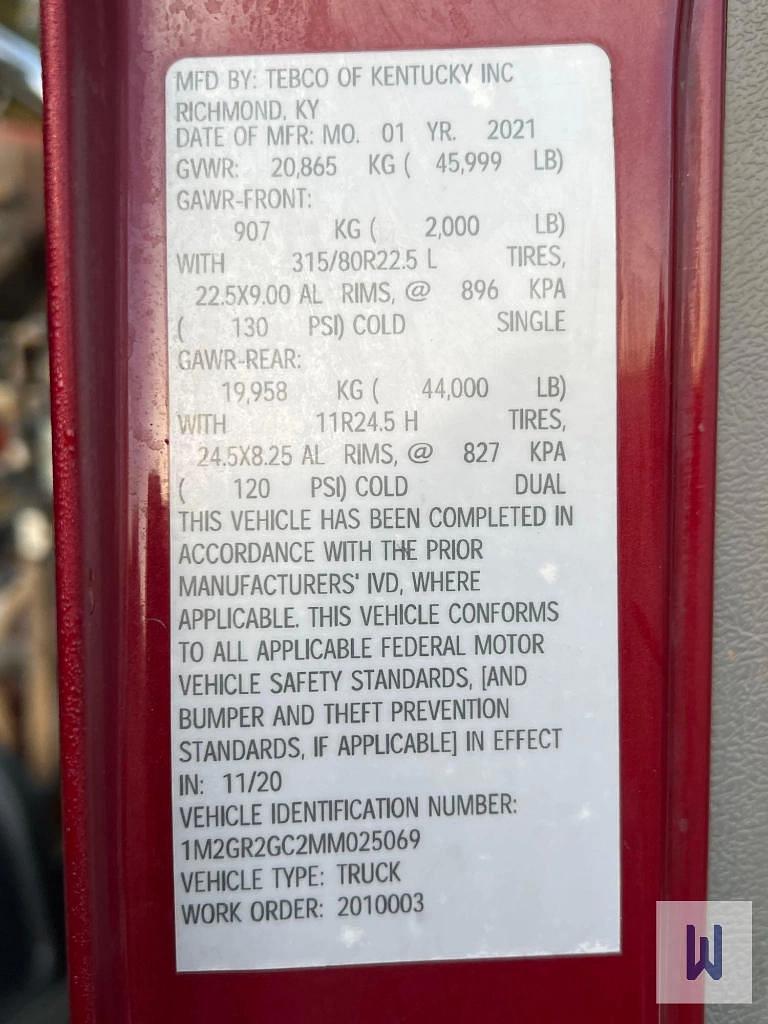 MFD BY: TEBCO OF KENTUCKY INC
RICHMOND, KY
DATE OF MFR: MO. 01 YR. 2021
GVWR: 20,865 KG ( 45,999 LB)
GAWR-FRONT:
907 KG ( 2,000 LB)
WITH 315/80R22.5 L TIRES,
22.5X9.00 AL RIMS, @ 896 KPA
( 130 PSI) COLD SINGLE
GAWR-REAR:
19,958 KG ( 44,000 LB)
WITH 11R24.5 H TIRES,
24.5X8.25 AL RIMS, @ 827 KPA
( 120 PSI) COLD DUAL
THIS VEHICLE HAS BEEN COMPLETED IN
ACCORDANCE WITH THE PRIOR
MANUFACTURERS' IVD, WHERE
APPLICABLE. THIS VEHICLE CONFORMS
TO ALL APPLICABLE FEDERAL MOTOR
VEHICLE SAFETY STANDARDS, [AND
BUMPER AND THEFT PREVENTION
STANDARDS, IF APPLICABLE] IN EFFECT
IN: 11/20
VEHICLE IDENTIFICATION NUMBER:
1M2GR2GC2MM025069
VEHICLE TYPE: TRUCK
WORK ORDER: 2010003
W